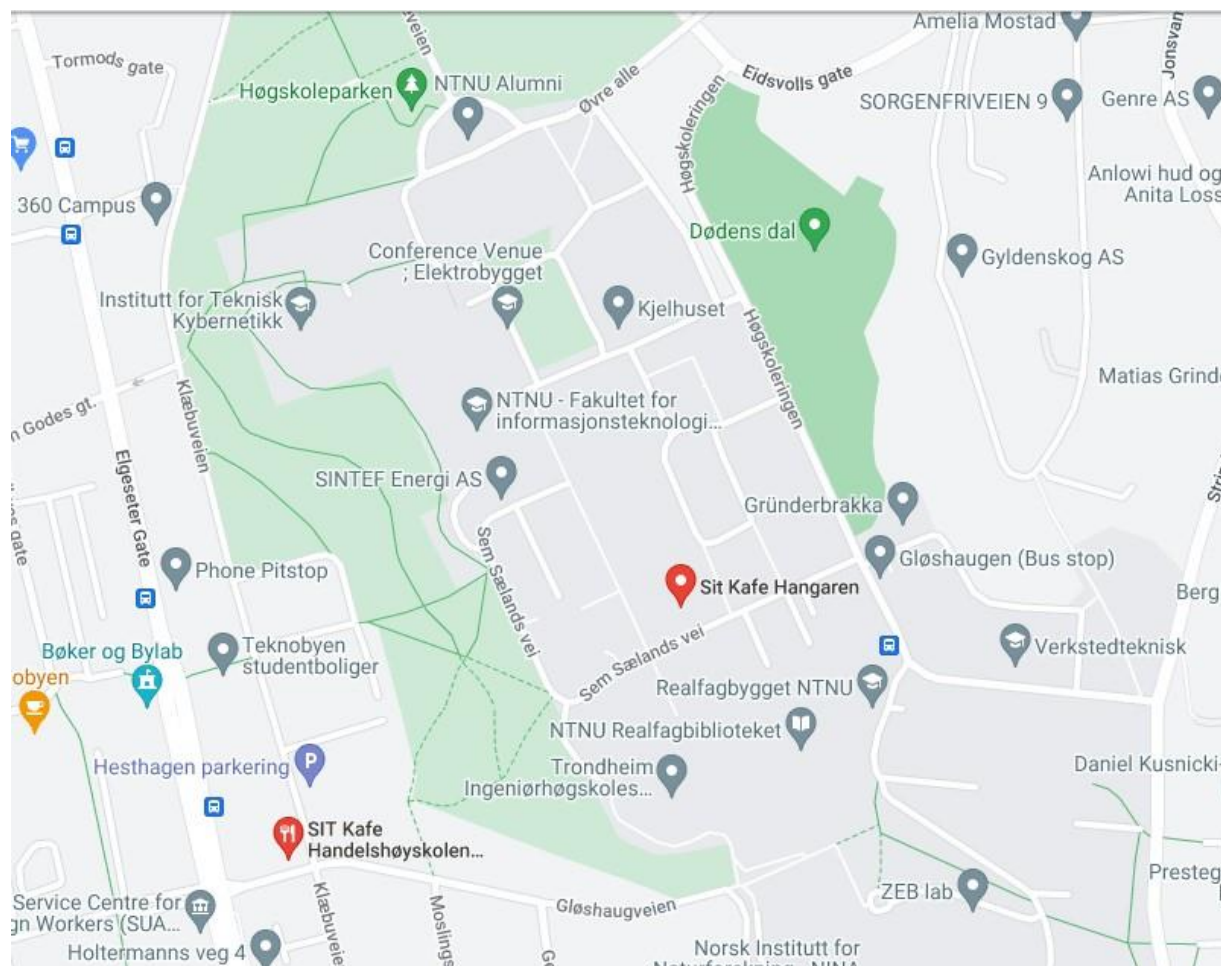 Amelia Mostad
Jonsvan
Tormods gate
Eidsvolls gate
NTNU Alumni
Høgskoleparken
Øvre alle
SORGENFRIVEIEN 9
Genre AS
Høgskoleringen
Anlowi hud og
Anita Loss
360 Campus
Dødens dal
Conference Venue
; Elektrobygget
Gyldenskog AS
Institutt for Teknisk
Kybernetikk
Kjelhuset
Høgskoleringen
Matias Grind
Klæbuveien
n Godes gt.
NTNU - Fakultet for
informasjonsteknologi...
Elgeseter Gate
SINTEF Energi AS
Gründerbrakka
Gløshaugen (Bus stop)
Phone Pitstop
Sem Sælands vei
Sit Kafe Hangaren
Berg
Bøker og Bylab
Teknobyen
studentboliger
Verkstedteknisk
obyen
Sem Sælands vei
Realfagbygget NTNU
NTNU Realfagbiblioteket
Hesthagen parkering
P
Trondheim
Ingeniørhøgskoles...
Daniel Kusnicki-
SIT Kafe
Handelshøyskolen...
Presteg
ZEB lab
Service Centre for
gn Workers (SUA...
Klæbuveien
Moslings
Gløshaugveien
Holtermanns veg 4
Norsk Institutt for